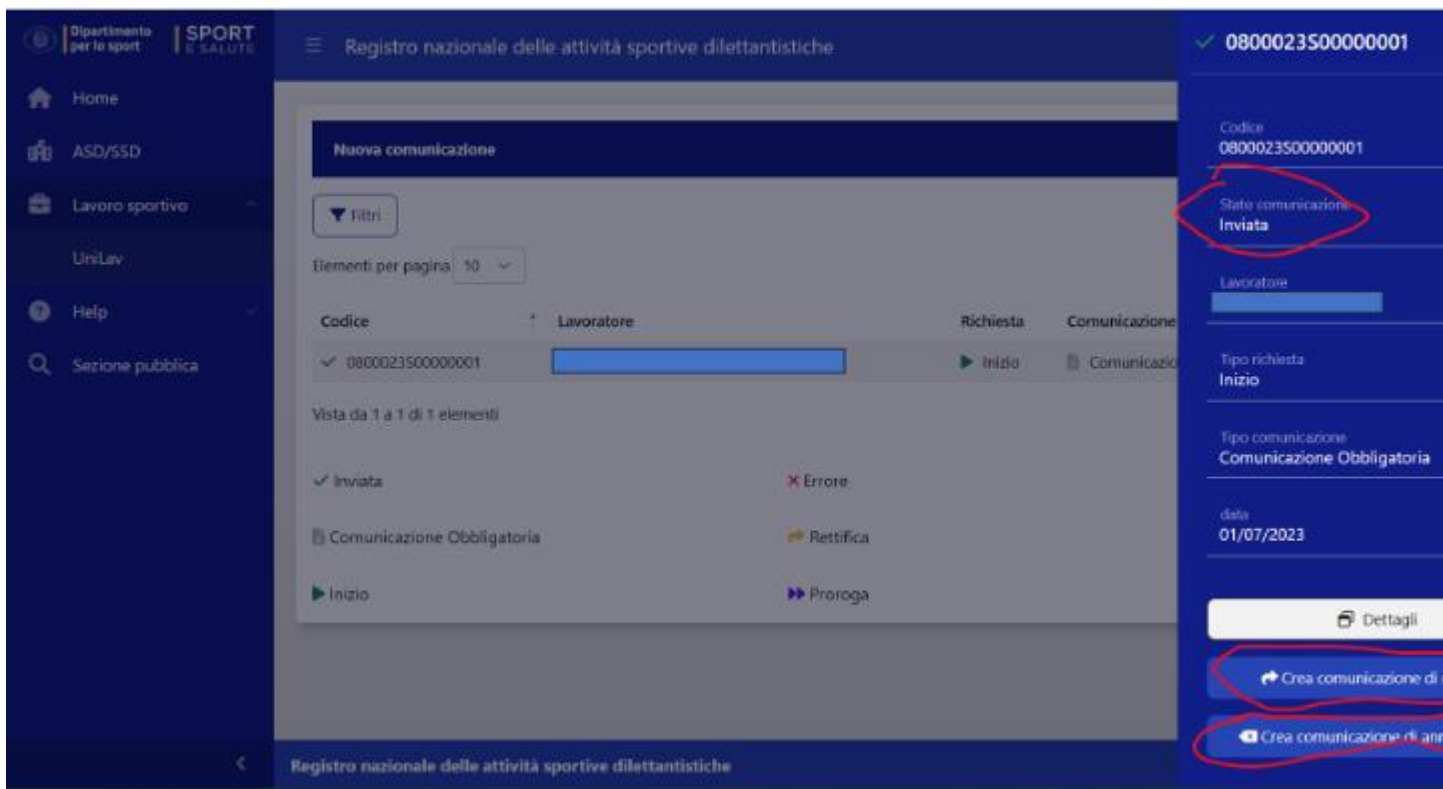 Dipartimento
per lo sport
SPORT
E SALUTE
Home
ASD/SSD
Lavoro sportivo
UniLav
Help
Sezione pubblica
Registro nazionale delle attività sportive dilettantistiche
Nuova comunicazione
Filtri
Elementi per pagina 10
Codice Lavoratore Richiesta Comunicazione
0800023S00000001 Inizio Comunicazio
Vista da 1 a 1 di 1 elementi
Inviata Errore
Comunicazione Obbligatoria Rettifica
Inizio Proroga
Registro nazionale delle attività sportive dilettantistiche
0800023S00000001
Codice
0800023S00000001
Stato comunicazione
Inviata
Lavoratore
Tipo richiesta
Inizio
Tipo comunicazione
Comunicazione Obbligatoria
data
01/07/2023
Dettagli
Crea comunicazione di
Crea comunicazione di ann